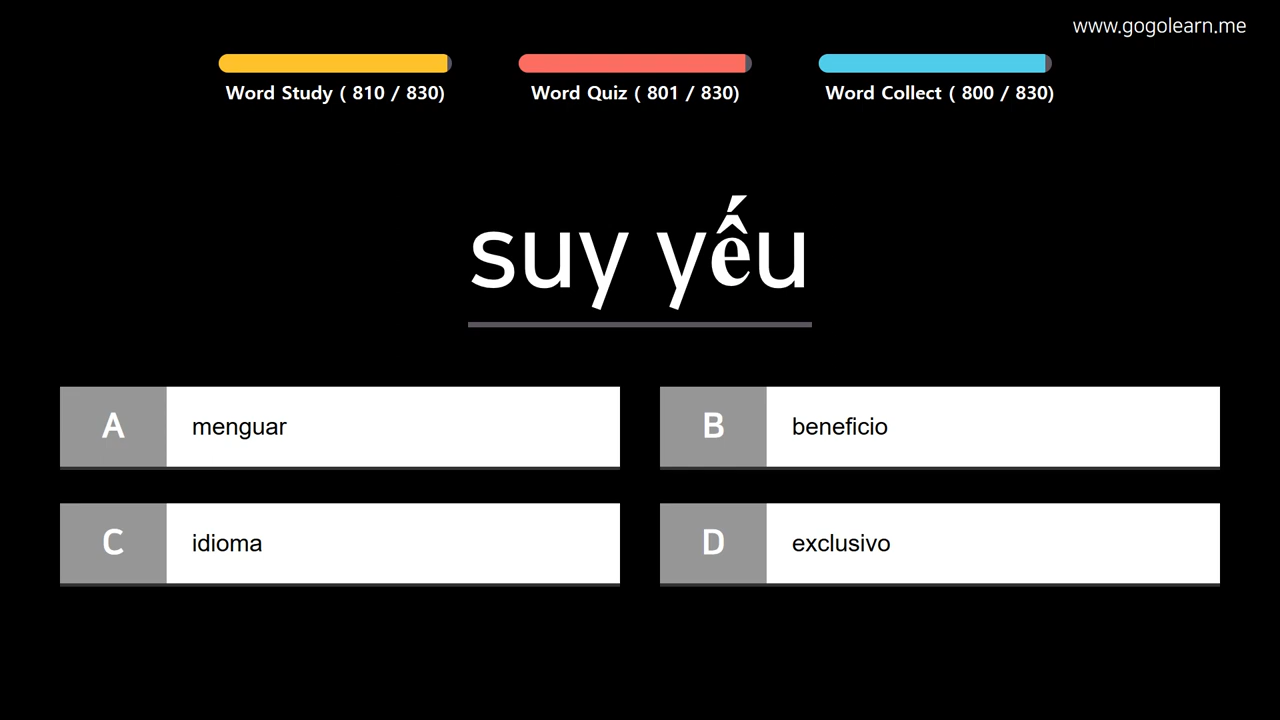 www.gogolearn.me
Word Study ( 810 / 830)
Word Quiz ( 801 / 830)
Word Collect ( 800 / 830)
suy yếu
A menguar
B beneficio
C idioma
D exclusivo